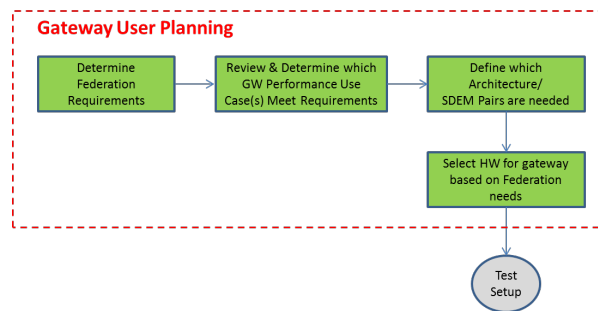 Gateway User Planning
Determine
Federation
Requirements
Review & Determine which
GW Performance Use
Case(s) Meet Requirements
Define which
Architecture/
SDEM Pairs are needed
Select HW for gateway
based on Federation
needs
Test
Setup